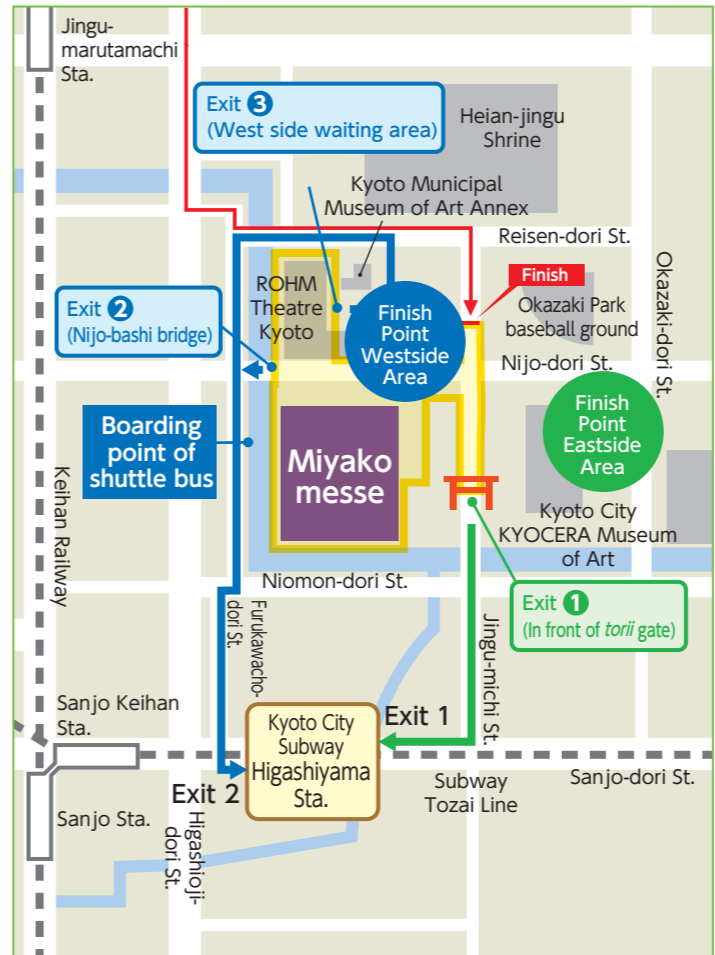 Jingu-
marutamachi
Sta.
Exit 3
(West side waiting area)
Heian-jingu
Shrine
Kyoto Municipal
Museum of Art Annex
Reisen-dori St.
Finish
Okazaki Park
baseball ground
Okazaki-dori St.
ROHM
Theatre
Kyoto
Finish
Point
Westside
Area
Exit 2
(Nijo-bashi bridge)
Nijo-dori St.
Finish
Point
Eastside
Area
Boarding
point of
shuttle bus
Miyako
messe
Keihan Railway
Kyoto City
KYOCERA Museum
of Art
Niomon-dori St.
Exit 1
(In front of torii gate)
Furukawacho-
dori St.
Jingu-michi St.
Sanjo Keihan
Sta.
Kyoto City
Subway
Higashiyama
Sta.
Exit 1
Exit 2
Subway
Tozai Line
Sanjo-dori St.
Sanjo Sta.
Higashioji-
dori St.